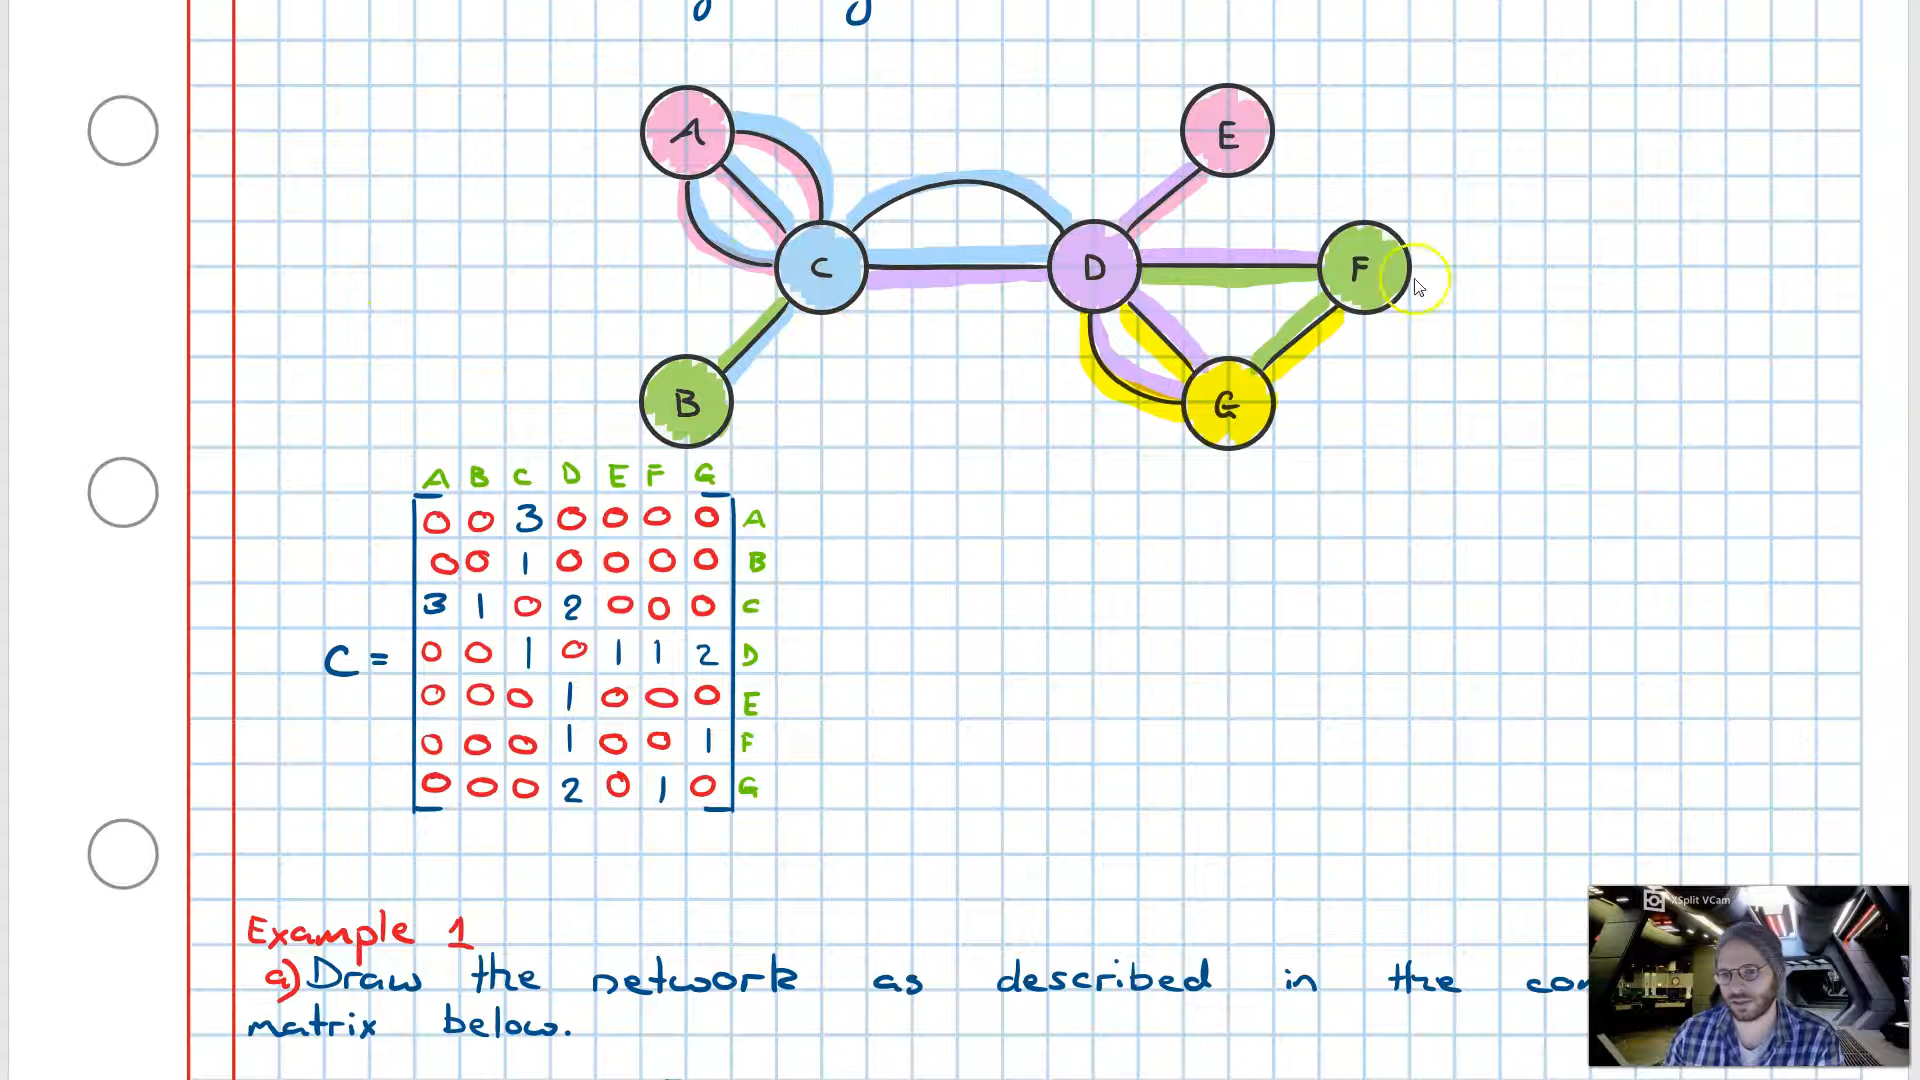 A
E
C
D
F
B
G
A B C D E F G
0 0 3 0 0 0 0 A
0 0 1 0 0 0 0 B
3 1 0 2 0 0 0 C
C = 0 0 1 0 1 1 2 D
0 0 0 1 0 0 0 E
0 0 0 1 0 0 1 F
0 0 0 2 0 1 0 G
Example 1
a) Draw the network as described in the
matrix below.
XSplit VCam